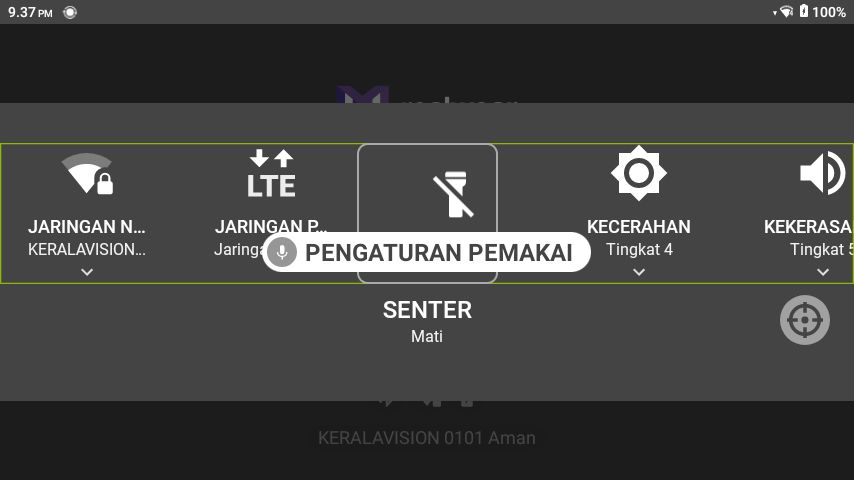 9.37 PM
100%
JARINGAN N...
KERALAVISION...
LTE
JARINGAN P...
PENGATURAN PEMAKAI
KECERAHAN
Tingkat 4
KEKERASA
Tingkat 5
SENTER
Mati
KERALAVISION 0101 Aman